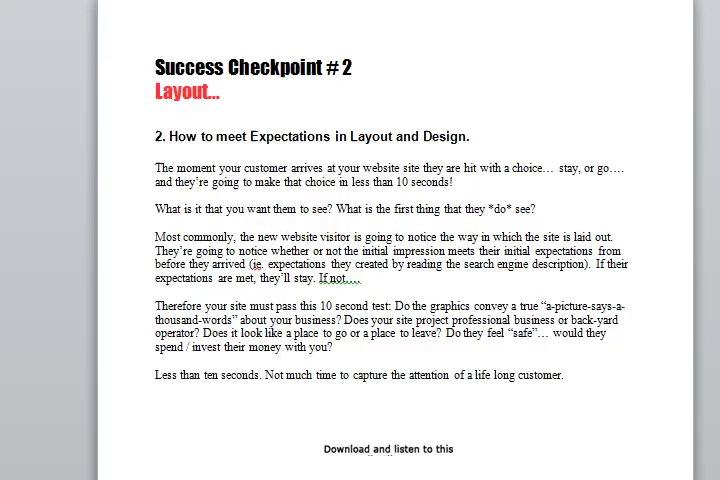 Success Checkpoint # 2
Layout...
2. How to meet Expectations in Layout and Design.
The moment your customer arrives at your website site they are hit with a choice… stay, or go….
and they’re going to make that choice in less than 10 seconds!
What is it that you want them to see? What is the first thing that they *do* see?
Most commonly, the new website visitor is going to notice the way in which the site is laid out.
They’re going to notice whether or not the initial impression meets their initial expectations from
before they arrived (ie. expectations they created by reading the search engine description). If their
expectations are met, they’ll stay. If not….
Therefore your site must pass this 10 second test: Do the graphics convey a true “a-picture-says-a-
thousand-words” about your business? Does your site project professional business or back-yard
operator? Does it look like a place to go or a place to leave? Do they feel “safe”… would they
spend / invest their money with you?
Less than ten seconds. Not much time to capture the attention of a life long customer.
Download and listen to this